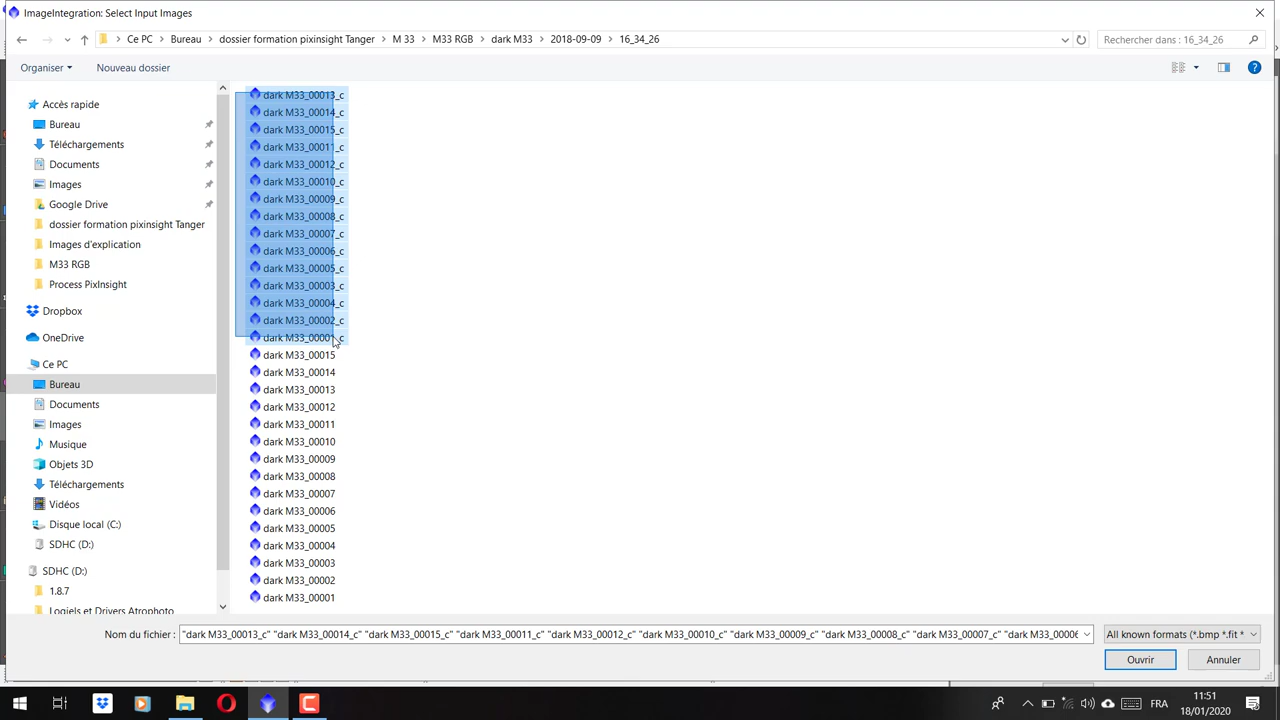 ImageIntegration: Select Input Images
Ce PC > Bureau > dossier formation pixinsight Tanger > M 33 > M33 RGB > dark M33 > 2018-09-09 > 16_34_26
Rechercher dans : 16_34_26
Organiser
Nouveau dossier
Accès rapide
Bureau
Téléchargements
Documents
Images
Google Drive
dossier formation pixinsight Tanger
Images d'explication
M33 RGB
Process PixInsight
Dropbox
OneDrive
Ce PC
Bureau
Documents
Images
Musique
Objets 3D
Téléchargements
Vidéos
Disque local (C:)
SDHC (D:)
SDHC (D:)
1.8.7
Logiels et Drivers Atrophoto
dark M33_00013_c
dark M33_00014_c
dark M33_00015_c
dark M33_00011_c
dark M33_00012_c
dark M33_00010_c
dark M33_00009_c
dark M33_00008_c
dark M33_00007_c
dark M33_00006_c
dark M33_00005_c
dark M33_00003_c
dark M33_00004_c
dark M33_00002_c
dark M33_00001_c
dark M33_00015
dark M33_00014
dark M33_00013
dark M33_00012
dark M33_00011
dark M33_00010
dark M33_00009
dark M33_00008
dark M33_00007
dark M33_00006
dark M33_00005
dark M33_00004
dark M33_00003
dark M33_00002
dark M33_00001
Nom du fichier : "dark M33_00013_c" "dark M33_00014_c" "dark M33_00015_c" "dark M33_00011_c" "dark M33_00012_c" "dark M33_00010_c" "dark M33_00009_c" "dark M33_00008_c" "dark M33_00007_c" "dark M33_00006
All known formats (*.bmp *.fit *
Ouvrir
Annuler
FRA
11:51
18/01/2020